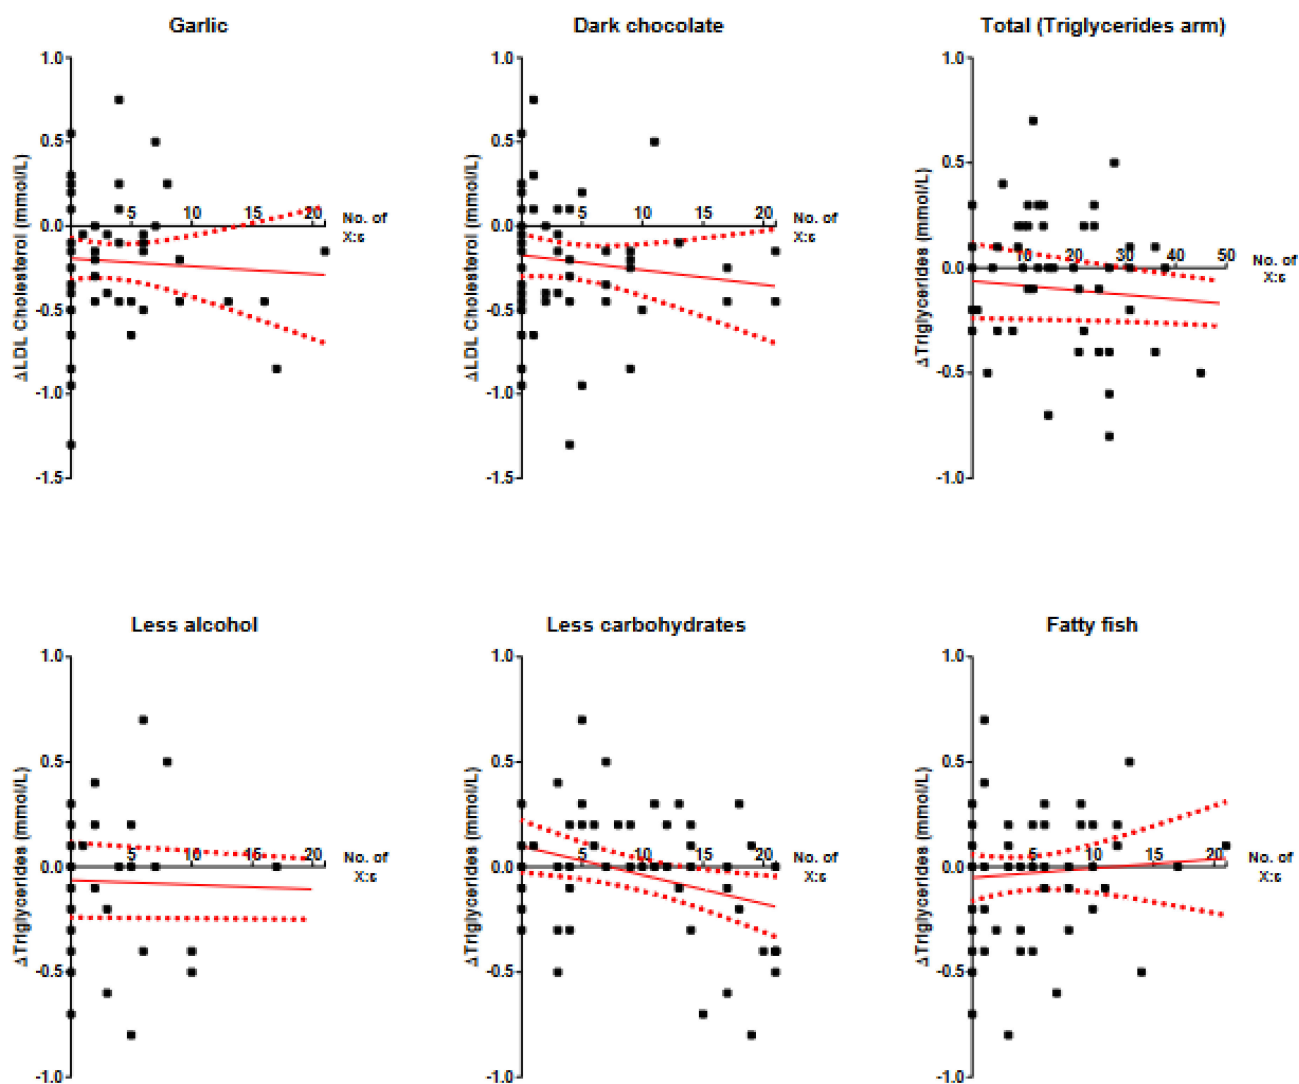 Garlic
1.0
0.5
0.0
-0.5
-1.0
-1.5
5
10
15
20
No. of
X:s
ΔLDL Cholesterol (mmol/L)
Dark chocolate
1.0
0.5
0.0
-0.5
-1.0
-1.5
5
10
15
20
No. of
X:s
ΔLDL Cholesterol (mmol/L)
Total (Triglycerides arm)
1.0
0.5
0.0
-0.5
-1.0
10
20
30
40
50
No. of
X:s
ΔTriglycerides (mmol/L)
Less alcohol
1.0
0.5
0.0
-0.5
-1.0
5
10
15
20
No. of
X:s
ΔTriglycerides (mmol/L)
Less carbohydrates
1.0
0.5
0.0
-0.5
-1.0
5
10
15
20
No. of
X:s
ΔTriglycerides (mmol/L)
Fatty fish
1.0
0.5
0.0
-0.5
-1.0
5
10
15
20
No. of
X:s
ΔTriglycerides (mmol/L)